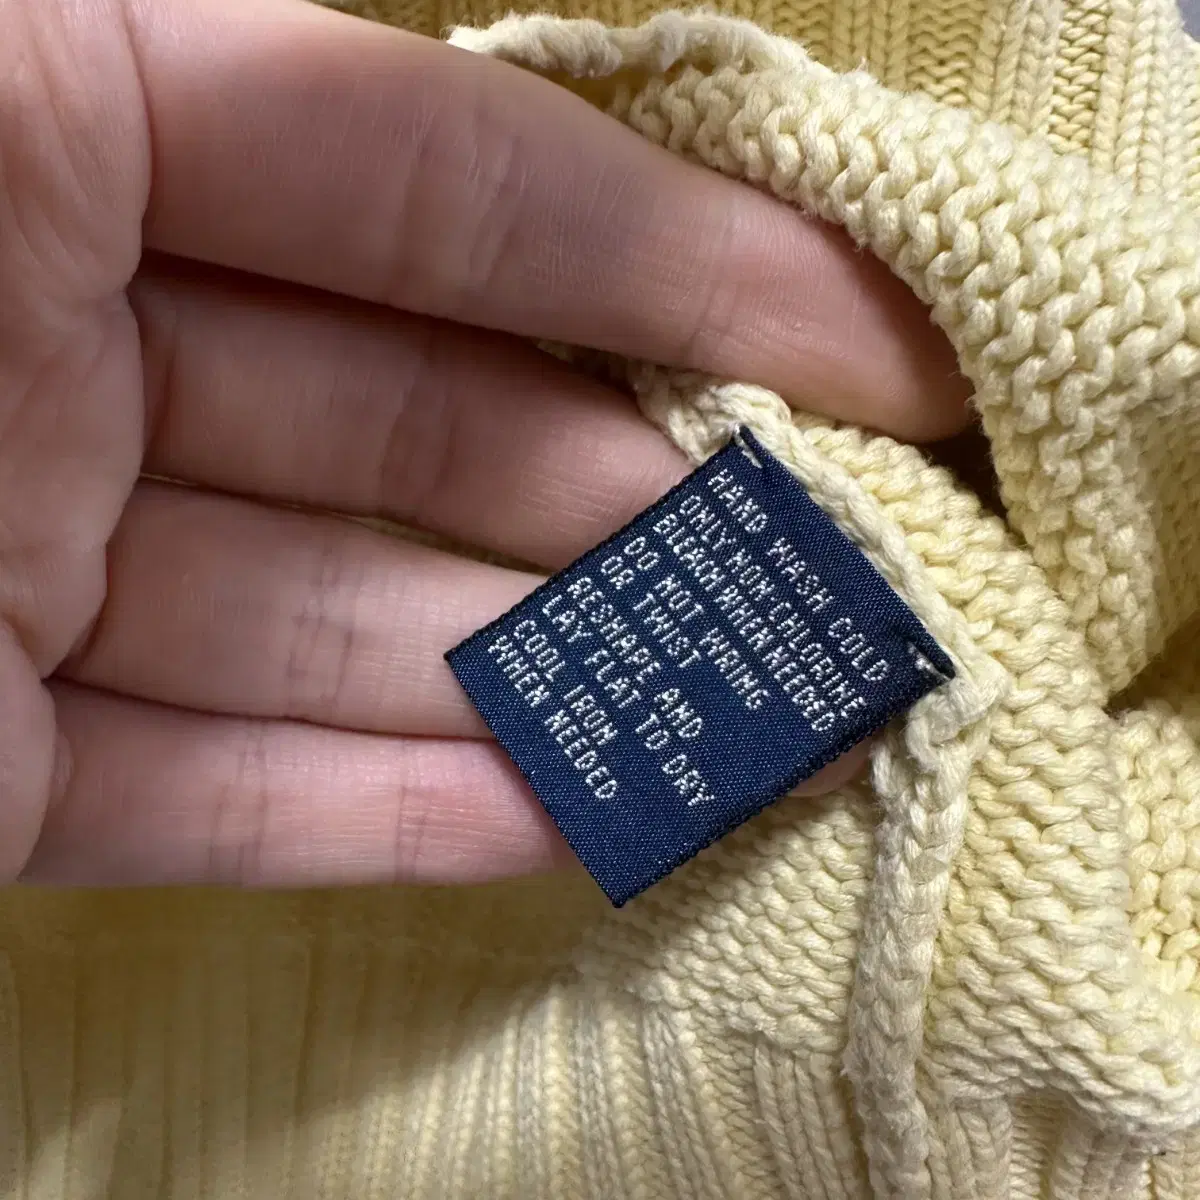 HAND WASH COLD
ONLY NON-CHLORINE
BLEACH WHEN NEEDED
DO NOT WRING
OR TWIST
RESHAPE AND
LAY FLAT TO DRY
COOL IRON
WHEN NEEDED